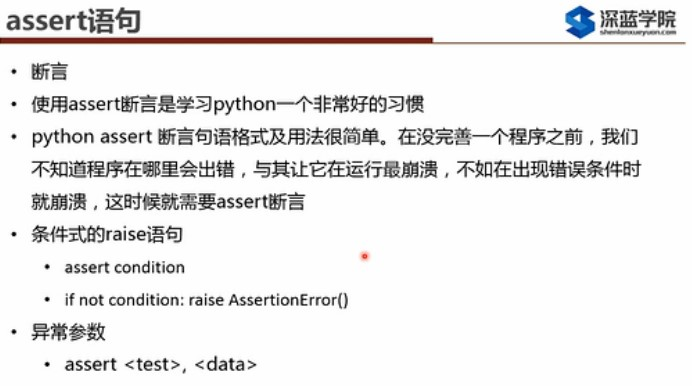 assert语句
深蓝学院
shenlanxueyuan.com
• 断言
• 使用assert断言是学习python一个非常好的习惯
• python assert 断言句语格式及用法很简单。在没完善一个程序之前，我们
不知道程序在哪里会出错，与其让它在运行最崩溃，不如在出现错误条件时
就崩溃，这时候就需要assert断言
• 条件式的raise语句
• assert condition
• if not condition: raise AssertionError()
• 异常参数
• assert <test>, <data>